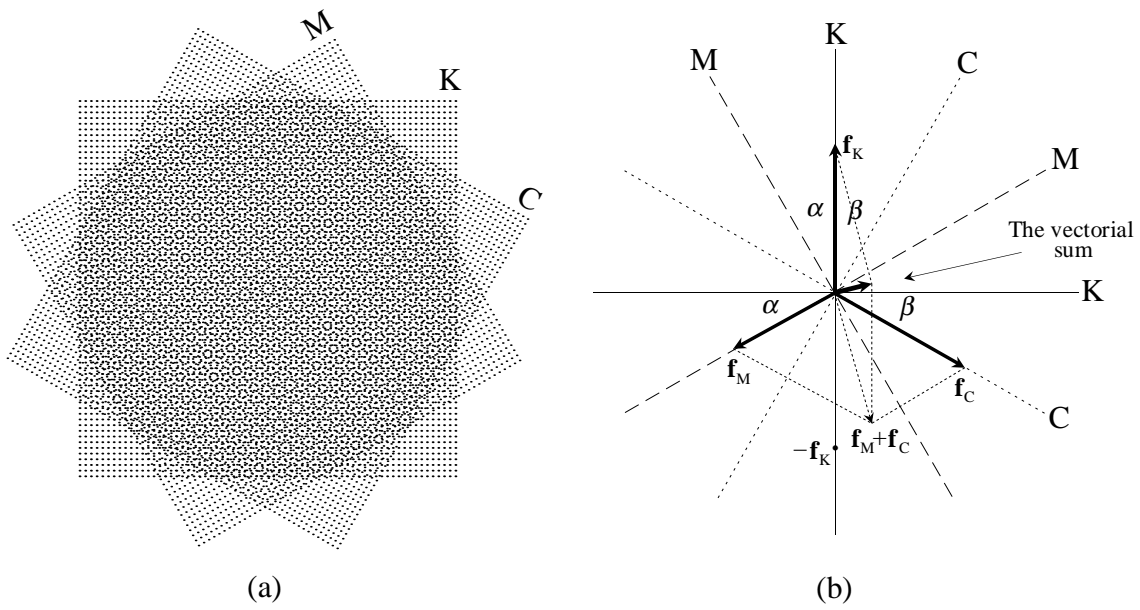 M
K
C
(a)
K
M
C
M
f_K
α β
The vectorial
sum
K
α β
f_M
f_C
C
f_M+f_C
−f_K
(b)